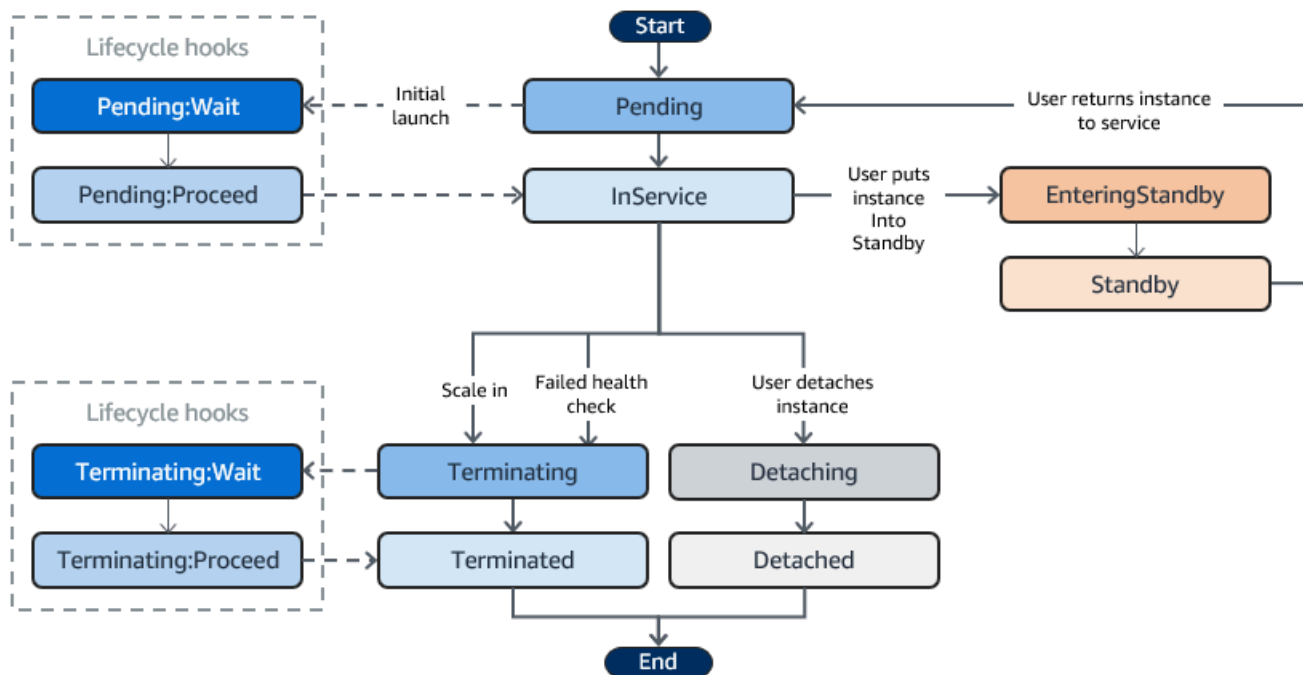 Start
Lifecycle hooks
Pending:Wait
Initial
launch
Pending
User returns instance
to service
Pending:Proceed
InService
User puts
instance
Into
Standby
EnteringStandby
Standby
Scale in
Failed health
check
User detaches
instance
Lifecycle hooks
Terminating:Wait
Terminating
Detaching
Terminating:Proceed
Terminated
Detached
End